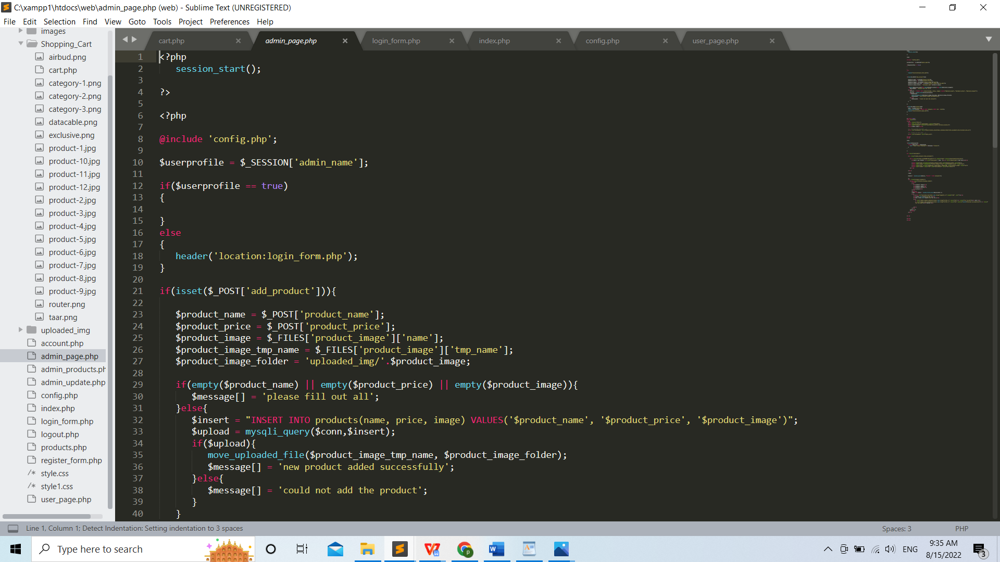 C:\xampp1\htdocs\web\admin_page.php (web) - Sublime Text (UNREGISTERED)
File Edit Selection Find View Goto Tools Project Preferences Help
images
Shopping_Cart
airbud.png
cart.php
category-1.png
category-2.png
category-3.png
datacable.png
exclusive.png
product-1.jpg
product-10.jpg
product-11.jpg
product-12.jpg
product-2.jpg
product-3.jpg
product-4.jpg
product-5.jpg
product-6.jpg
product-7.jpg
product-8.jpg
product-9.jpg
router.png
taar.png
uploaded_img
account.php
admin_page.php
admin_products.ph
admin_update.php
config.php
index.php
login_form.php
logout.php
products.php
register_form.php
/* style.css
/* style1.css
user_page.php
cart.php admin_page.php login_form.php index.php config.php user_page.php
1 <?php
2 session_start();
3
4 ?>
5
6 <?php
7
8 @include 'config.php';
9
10 $userprofile = $_SESSION['admin_name'];
11
12 if($userprofile == true)
13 {
14
15 }
16 else
17 {
18 header('location:login_form.php');
19 }
20
21 if(isset($_POST['add_product'])){
22
23 $product_name = $_POST['product_name'];
24 $product_price = $_POST['product_price'];
25 $product_image = $_FILES['product_image']['name'];
26 $product_image_tmp_name = $_FILES['product_image']['tmp_name'];
27 $product_image_folder = 'uploaded_img/'.$product_image;
28
29 if(empty($product_name) || empty($product_price) || empty($product_image)){
30 $message[] = 'please fill out all';
31 }else{
32 $insert = "INSERT INTO products(name, price, image) VALUES('$product_name', '$product_price', '$product_image')";
33 $upload = mysqli_query($conn,$insert);
34 if($upload){
35 move_uploaded_file($product_image_tmp_name, $product_image_folder);
36 $message[] = 'new product added successfully';
37 }else{
38 $message[] = 'could not add the product';
39 }
40 }
Line 1, Column 1; Detect Indentation: Setting indentation to 3 spaces
Spaces: 3
PHP
Type here to search
ENG
9:35 AM
8/15/2022
3